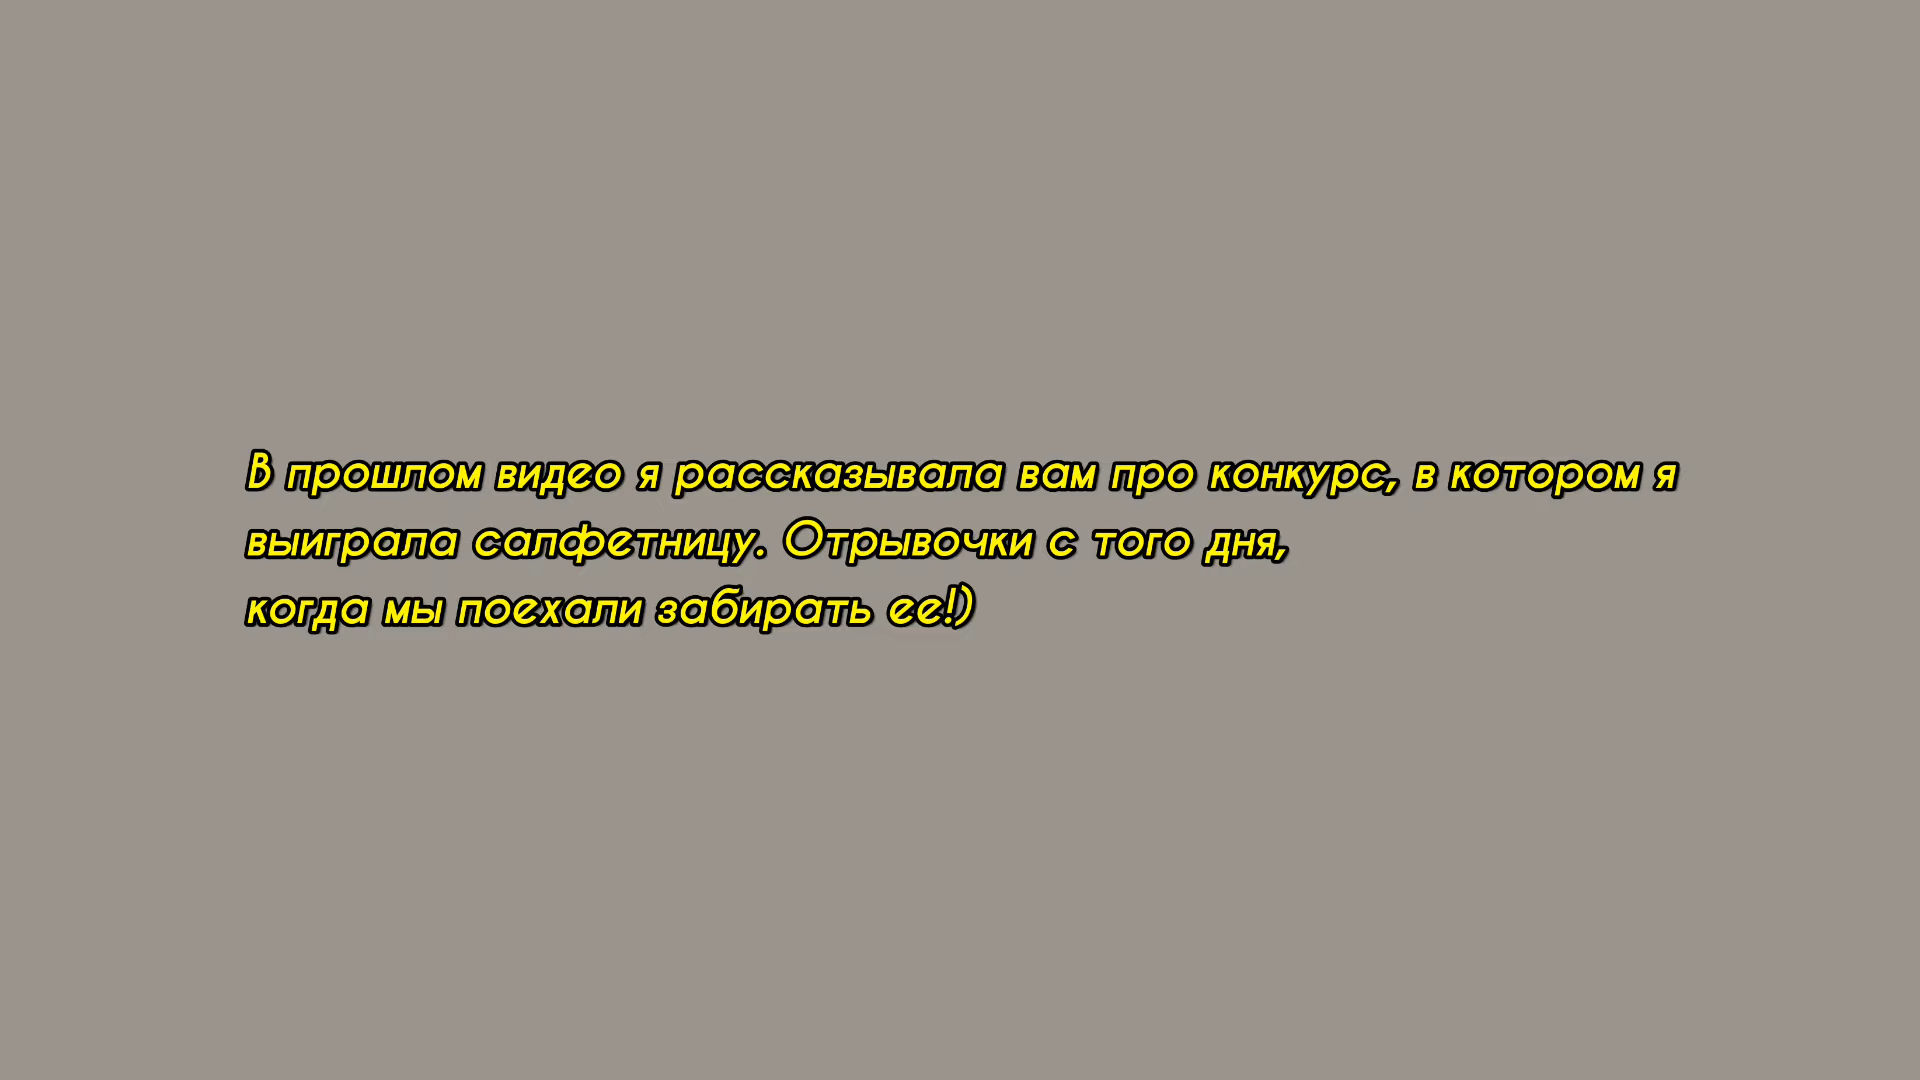 В прошлом видео я рассказывала вам про конкурс, в котором я
выиграла салфетницу. Отрывочки с того дня,
когда мы поехали забирать ее!)